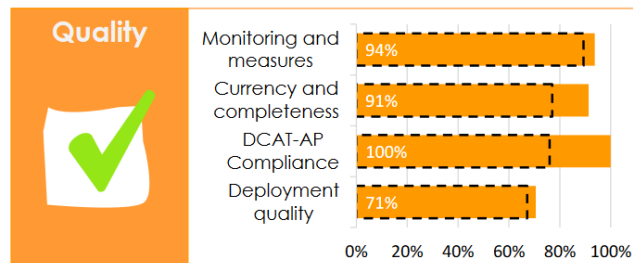 Quality
Monitoring and
measures
94%
Currency and
completeness
91%
DCAT-AP
Compliance
100%
Deployment
quality
71%
0% 20% 40% 60% 80% 100%